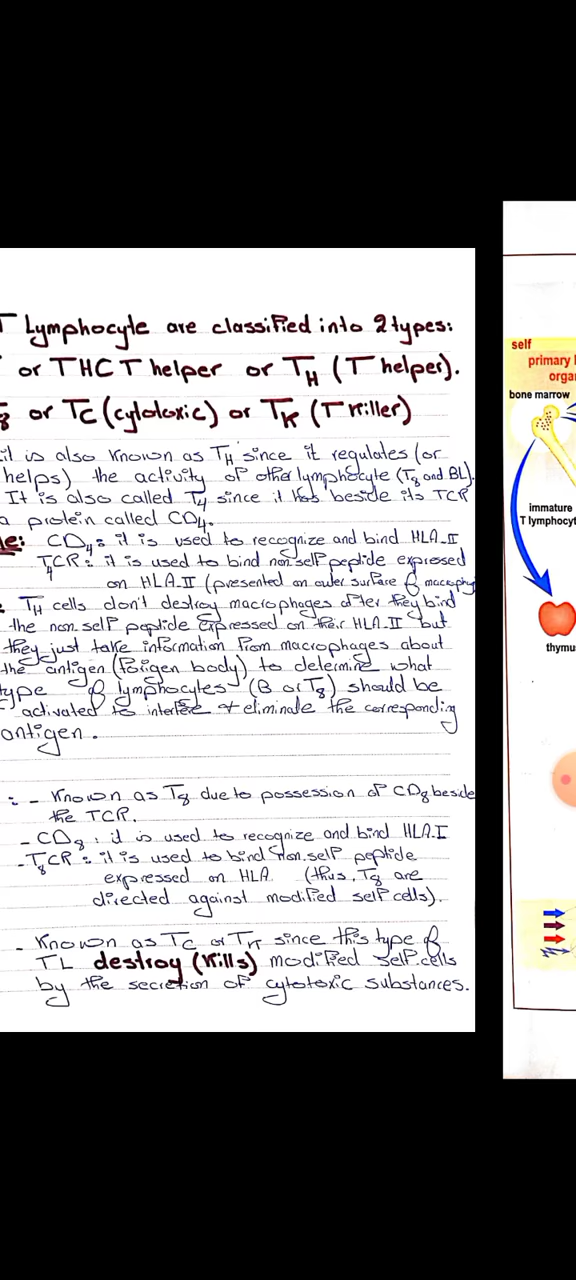 T Lymphocyte are classified into 2 types:
or THC T helper or TH (T helper).
8 or Tc (cytotoxic) or TK (T Killer)
it is also known as TH since it regulates (or
helps) the activity of other lymphocyte (T8 and BL).
It is also called T4 since it has beside its TCR
a protein called CD4.
CD4: it is used to recognize and bind HLA.II
TCR4: it is used to bind non.self peptide expressed
on HLA.II (presented on outer surface of macrophag
TH cells don't destroy macrophages after they bind
the non.self peptide expressed on their HLA.II but
they just take information from macrophages about
the antigen (foreign body) to determine what
type of lymphocytes (B or T8) should be
activated to interfere & eliminate the corresponding
antigen.
: - Known as T8 due to possession of CD8 beside
the TCR.
- CD8: it is used to recognize and bind HLA.I
- T8CR: it is used to bind non.self peptide
expressed on HLA (thus, T8 are
directed against modified self cells).
- Known as Tc or TK since this type of
TL destroy (Kills) modified self.cells
by the secretion of cytotoxic substances.
self
primary
orga
bone marrow
immature
T lymphocyt
thymu